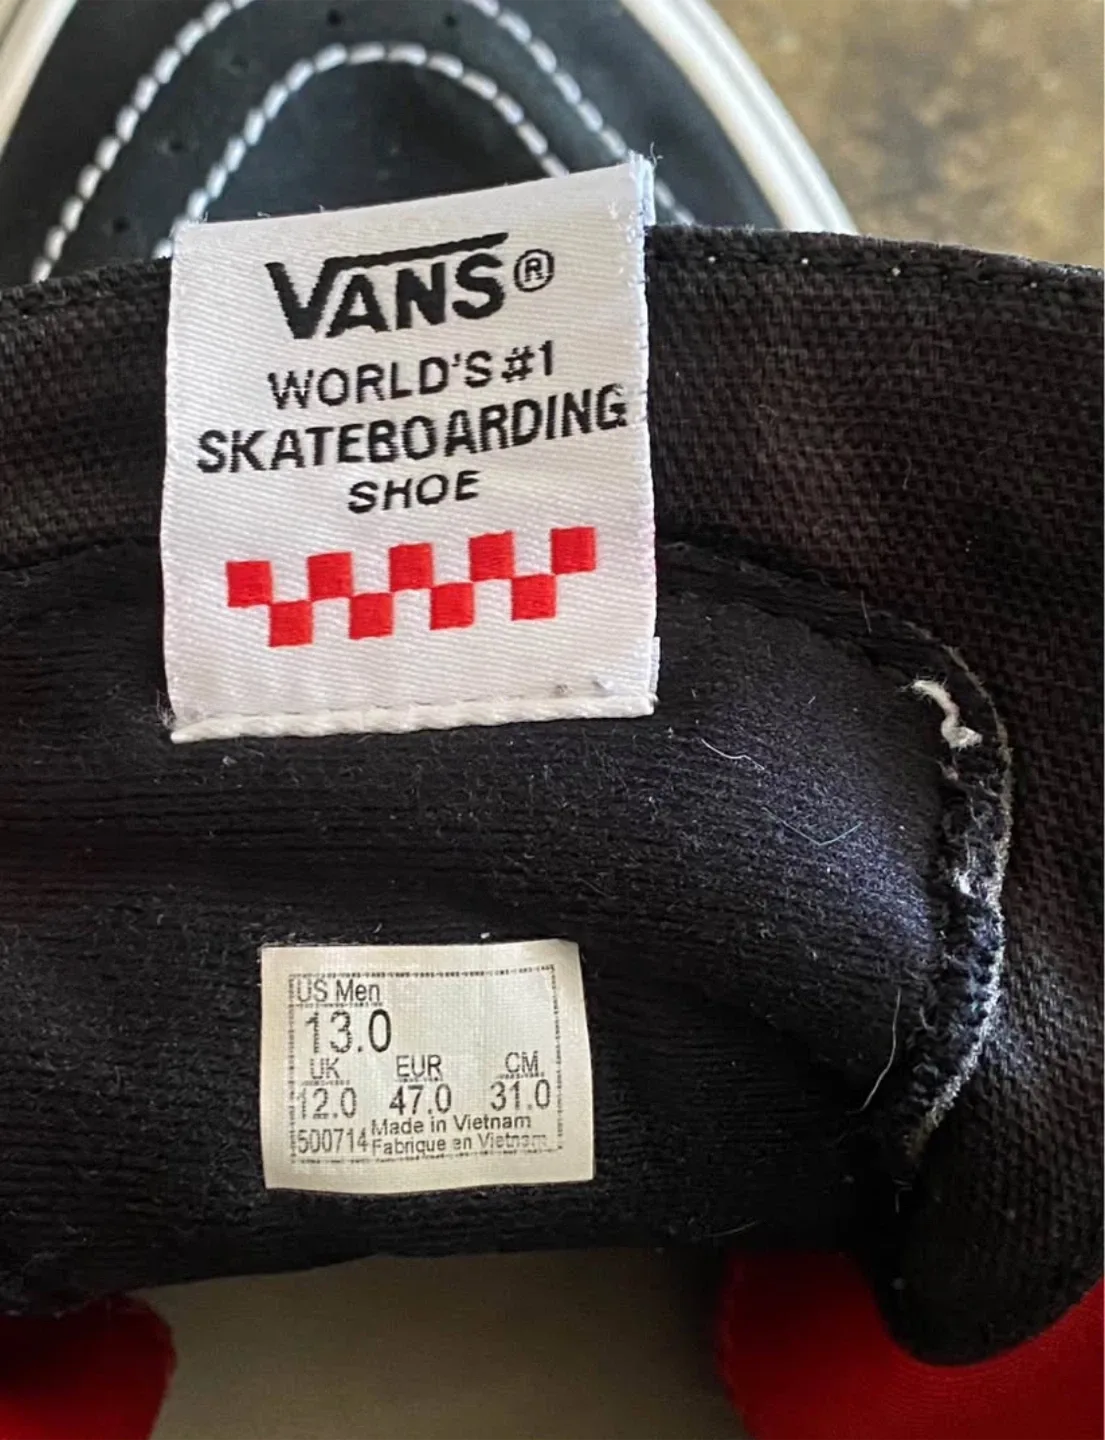 VANS®
WORLD'S #1
SKATEBOARDING
SHOE
US Men
13.0
UK EUR CM
12.0 47.0 31.0
500714 Made in Vietnam
Fabrique en Vietnam